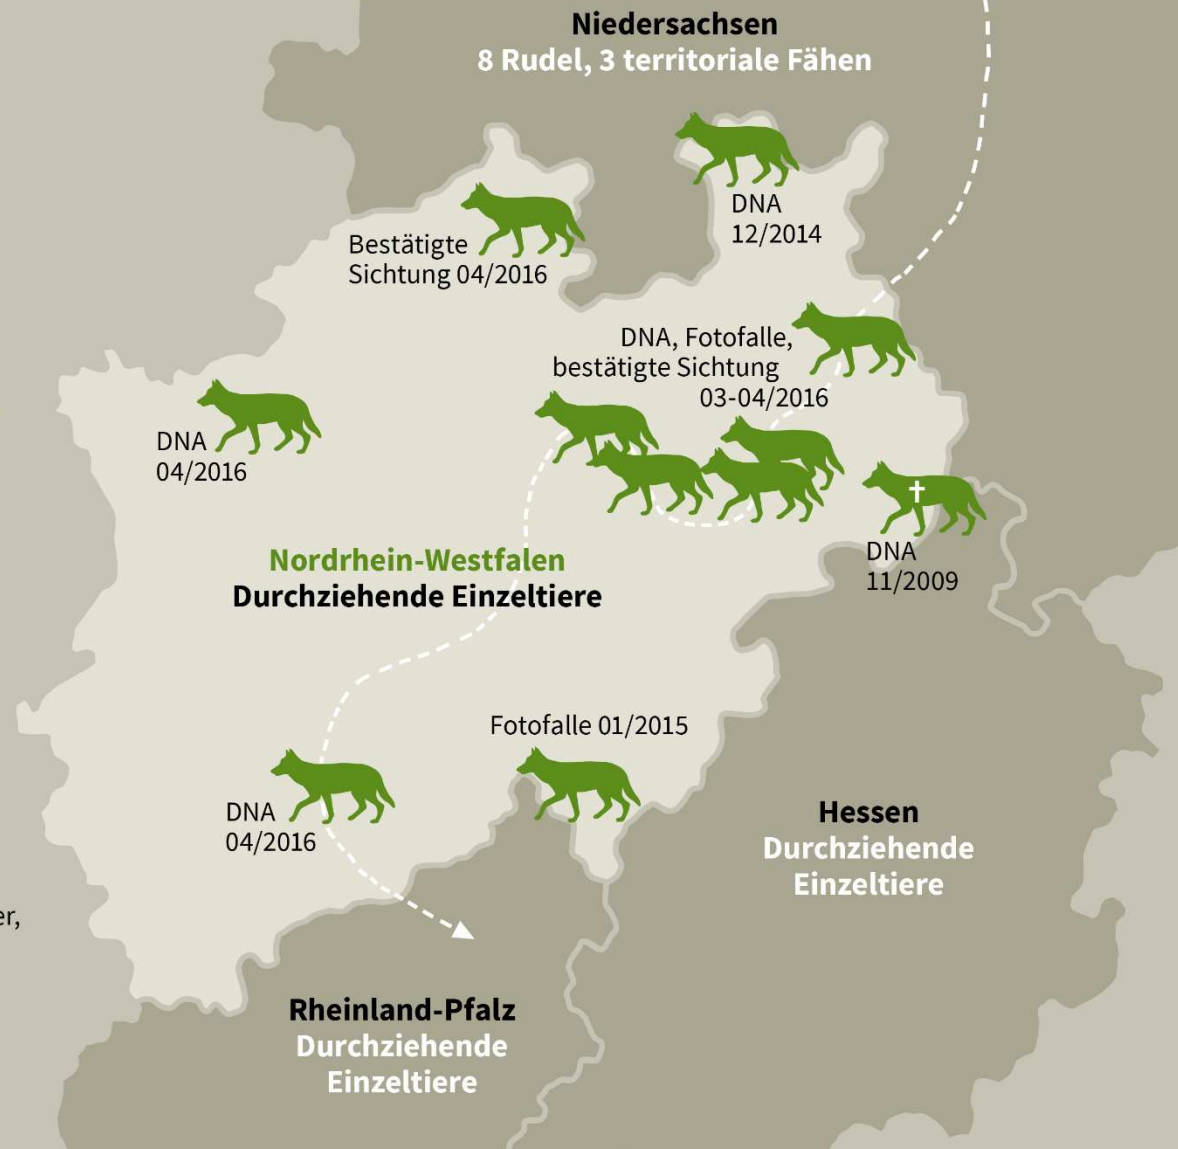 Niedersachsen
8 Rudel, 3 territoriale Fähen
DNA
12/2014
Bestätigte
Sichtung 04/2016
DNA, Fotofalle,
bestätigte Sichtung
03-04/2016
DNA
04/2016
DNA
11/2009
Nordrhein-Westfalen
Durchziehende Einzeltiere
Fotofalle 01/2015
DNA
04/2016
Hessen
Durchziehende
Einzeltiere
er,
Rheinland-Pfalz
Durchziehende
Einzeltiere